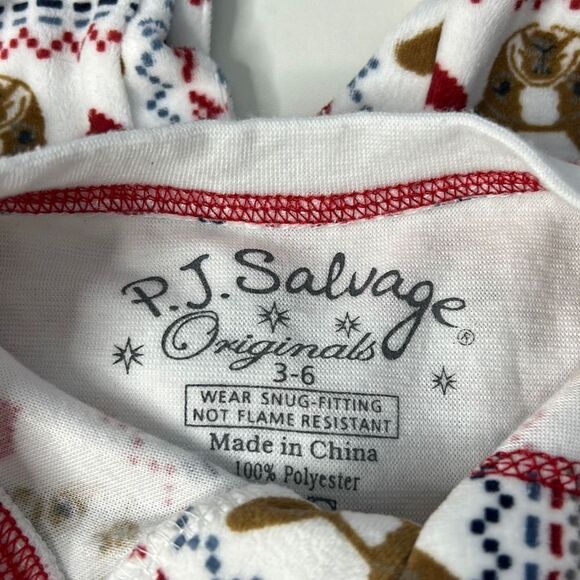 P.J. Salvage®
Originals
3-6
WEAR SNUG-FITTING
NOT FLAME RESISTANT
Made in China
100% Polyester